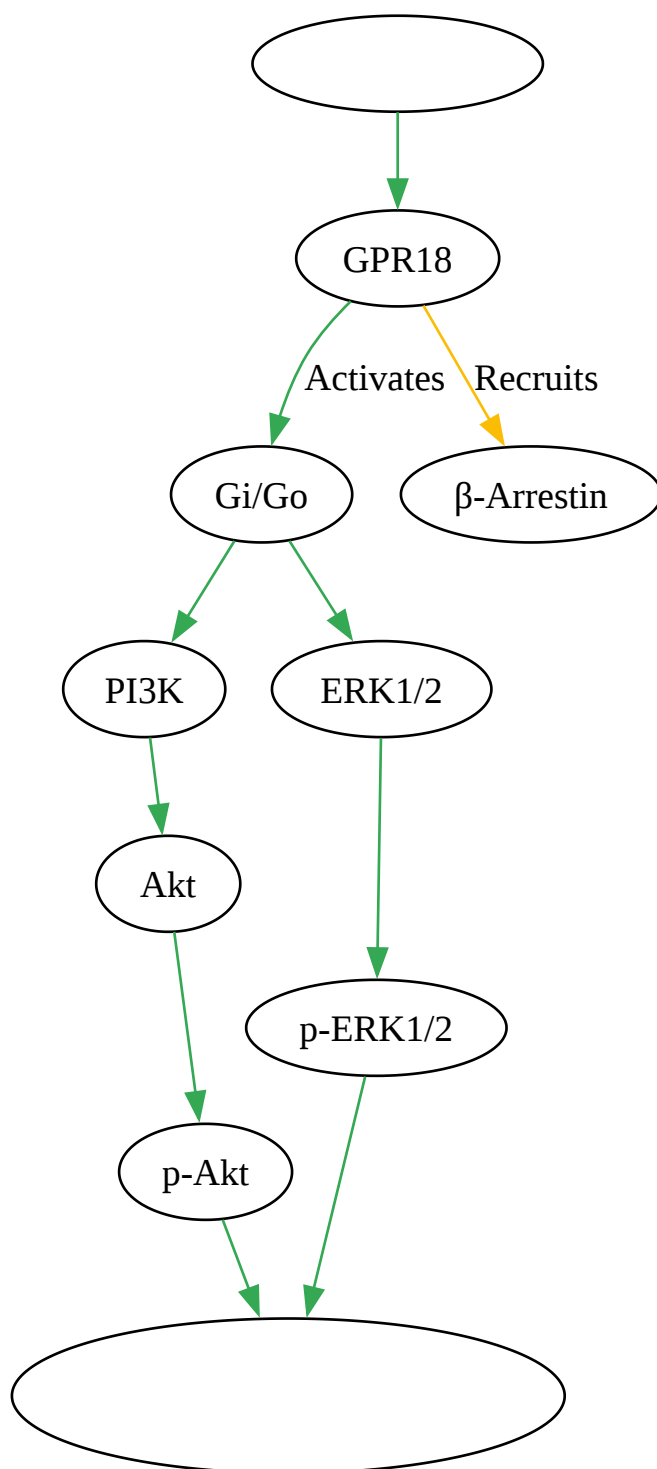 GPR18
Activates
Recruits
Gi/Go
β-Arrestin
PI3K
ERK1/2
Akt
p-ERK1/2
p-Akt